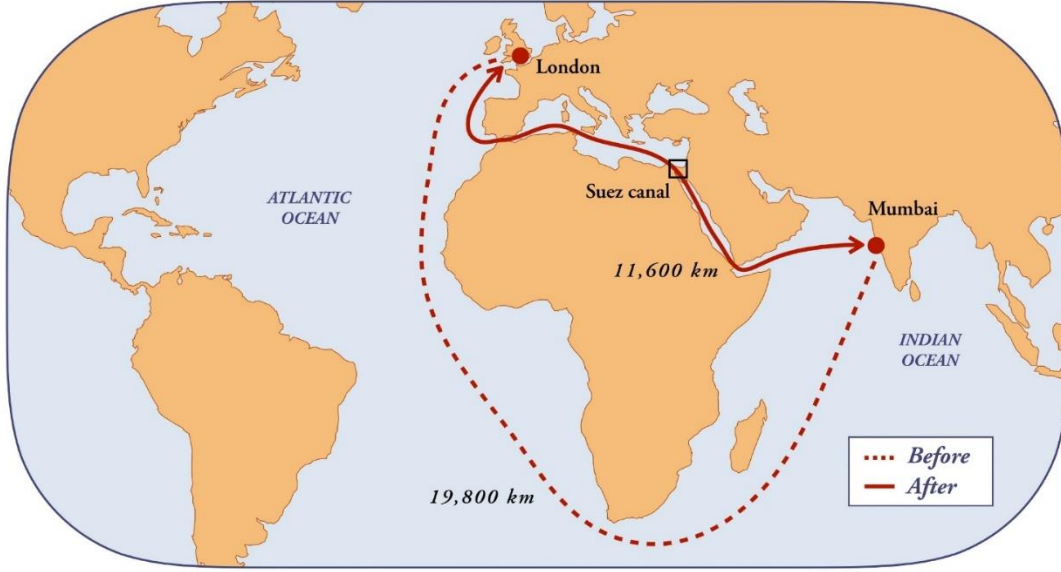 London
Suez canal
Mumbai
ATLANTIC
OCEAN
11,600 km
INDIAN
OCEAN
19,800 km
Before
After